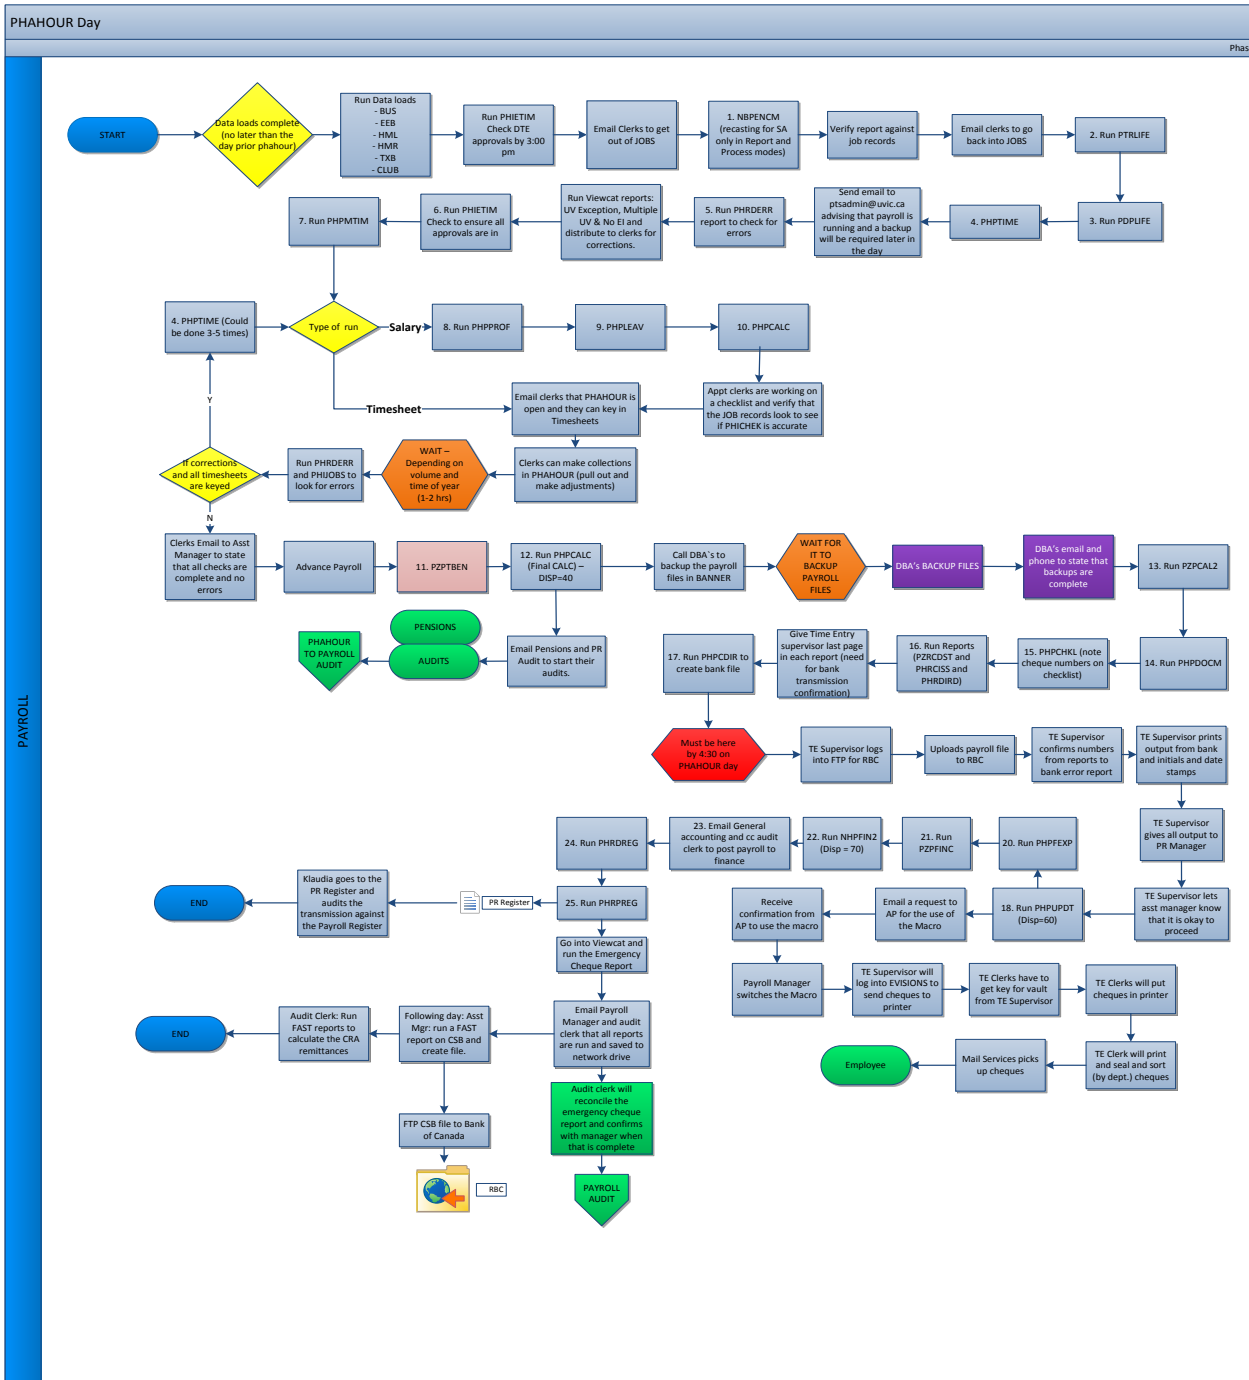 PHAHOUR Day
Phas
PAYROLL
START
Data loads complete
(no later than the
day prior phahour)
Run Data loads
- BUS
- EEB
- HML
- HMR
- TXB
- CLUB
Run PHIETIM
Check DTE
approvals by 3:00
pm
Email Clerks to get
out of JOBS
1. NBPENCM
(recasting for SA
only in Report and
Process modes)
Verify report against
job records
Email clerks to go
back into JOBS
2. Run PTRLIFE
7. Run PHPMTIM
6. Run PHIETIM
Check to ensure all
approvals are in
Run Viewcat reports:
UV Exception, Multiple
UV & No EI and
distribute to clerks for
corrections.
5. PHRDERR
report to check for
errors
Send email to
ptsadmin@uvic.ca
advising that payroll is
running and a backup
will be required later in
the day
4. PHPTIME
3. Run PDPLIFE
4. PHPTIME (Could
be done 3-5 times)
Type of run
Salary
8. Run PHPPROF
9. PHPLEAV
10. PHPCALC
Y
Timesheet
Email clerks that PHAHOUR is
open and they can key in
Timesheets
Appt clerks are working on
a checklist and verify that
the JOB records look to see
if PHICHEK is accurate
If corrections
and all timesheets
are keyed
Run PHRDERR
and PHIJOBS to
look for errors
WAIT –
Depending on
volume and
time of year
(1-2 hrs)
Clerks can make collections
in PHAHOUR (pull out and
make adjustments)
N
Clerks Email to Asst
Manager to state
that all checks are
complete and no
errors
Advance Payroll
11. PZPTBEN
12. Run PHPCALC
(Final CALC) –
DISP=40
Call DBA`s to
backup the payroll
files in BANNER
WAIT FOR
IT TO
BACKUP
PAYROLL
FILES
DBA's BACKUP FILES
DBA's email and
phone to state that
backups are
complete
13. Run PZPCAL2
PHAHOUR
TO PAYROLL
AUDIT
PENSIONS
AUDITS
Email Pensions and PR
Audit to start their
audits.
17. Run PHPCDIR to
create bank file
Give Time Entry
supervisor last page
in each report (need
for bank
transmission
confirmation)
16. Run Reports
(PZRCDST and
PHRCISS and
PHRDIRD)
15. PHPCHKL (note
cheque numbers on
checklist)
14. Run PHPDOCM
Must be here
by 4:30 on
PHAHOUR day
TE Supervisor logs
into FTP for RBC
Uploads payroll file
to RBC
TE Supervisor
confirms numbers
from reports to
bank error report
TE Supervisor prints
output from bank
and initials and date
stamps
24. Run PHRDREG
23. Email General
accounting and cc audit
clerk to post payroll to
finance
22. Run NHPFIN2
(Disp = 70)
21. Run
PZPFINC
20. Run PHPFEXP
TE Supervisor
gives all output to
PR Manager
END
Klaudia goes to the
PR Register and
audits the
transmission against
the Payroll Register
PR Register
25. Run PHRPREG
Receive
confirmation from
AP to use the macro
Email a request to
AP for the use of
the Macro
18. Run PHPUPDT
(Disp=60)
TE Supervisor lets
asst manager know
that it is okay to
proceed
Go into Viewcat and
run the Emergency
Cheque Report
Payroll Manager
switches the Macro
TE Supervisor will
log into EVISIONS to
send cheques to
printer
TE Clerks have to
get key for vault
from TE Supervisor
TE Clerks will put
cheques in printer
END
Audit Clerk: Run
FAST reports to
calculate the CRA
remittances
Following day: Asst
Mgr: run a FAST
report on CSB and
create file.
Email Payroll
Manager and audit
clerk that all reports
are run and saved to
network drive
Employee
Mail Services picks
up cheques
TE Clerk will print
and seal and sort
(by dept.) cheques
FTP CSB file to Bank
of Canada
Audit clerk will
reconcile the
emergency cheque
report and confirms
with manager when
that is complete
RBC
PAYROLL
AUDIT